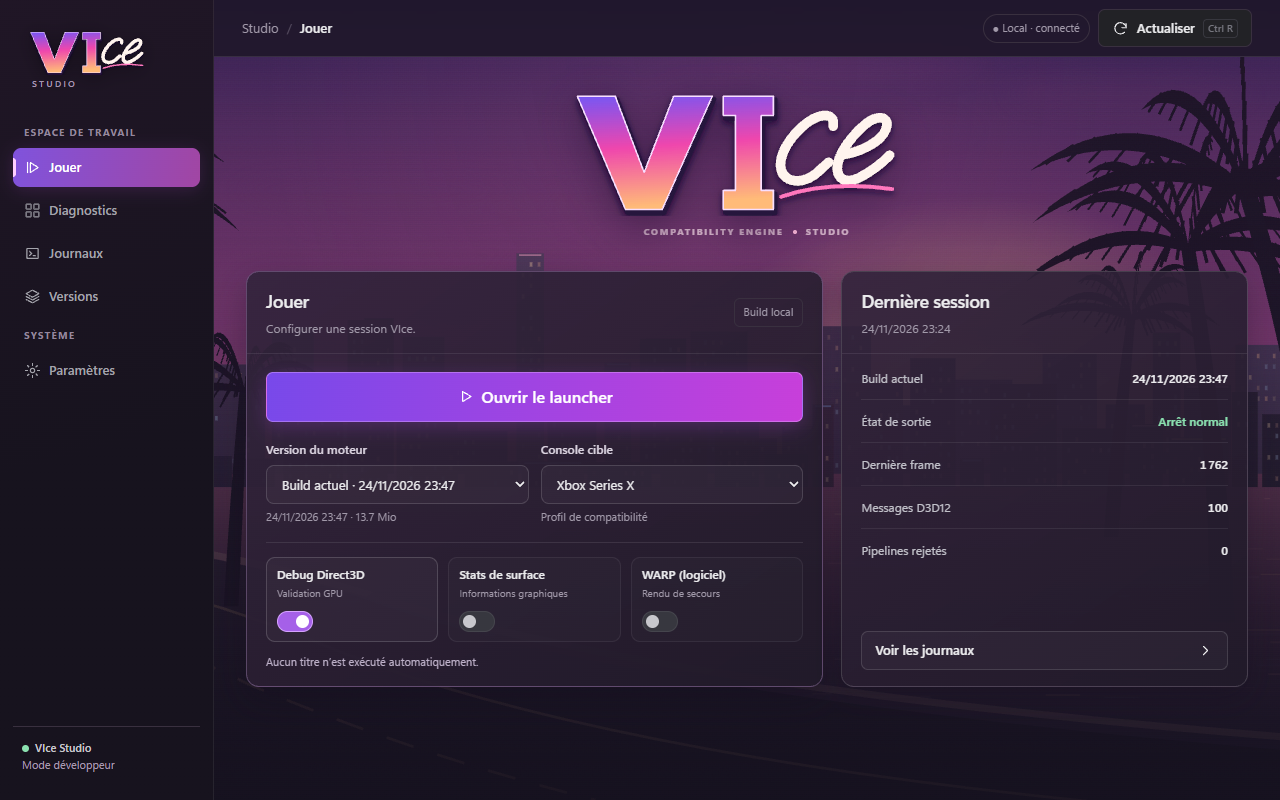 VIce
STUDIO
ESPACE DE TRAVAIL
Jouer
Diagnostics
Journaux
Versions
SYSTÈME
Paramètres
VIce Studio
Mode développeur
Studio / Jouer
Local · connecté
Actualiser Ctrl R
VIce
COMPATIBILITY ENGINE • STUDIO
Jouer
Configurer une session VIce.
Build local
Ouvrir le launcher
Version du moteur
Build actuel · 24/11/2026 23:47
24/11/2026 23:47 · 13.7 Mio
Console cible
Xbox Series X
Profil de compatibilité
Debug Direct3D
Validation GPU
Stats de surface
Informations graphiques
WARP (logiciel)
Rendu de secours
Aucun titre n'est exécuté automatiquement.
Dernière session
24/11/2026 23:24
Build actuel 24/11/2026 23:47
État de sortie Arrêt normal
Dernière frame 1 762
Messages D3D12 100
Pipelines rejetés 0
Voir les journaux